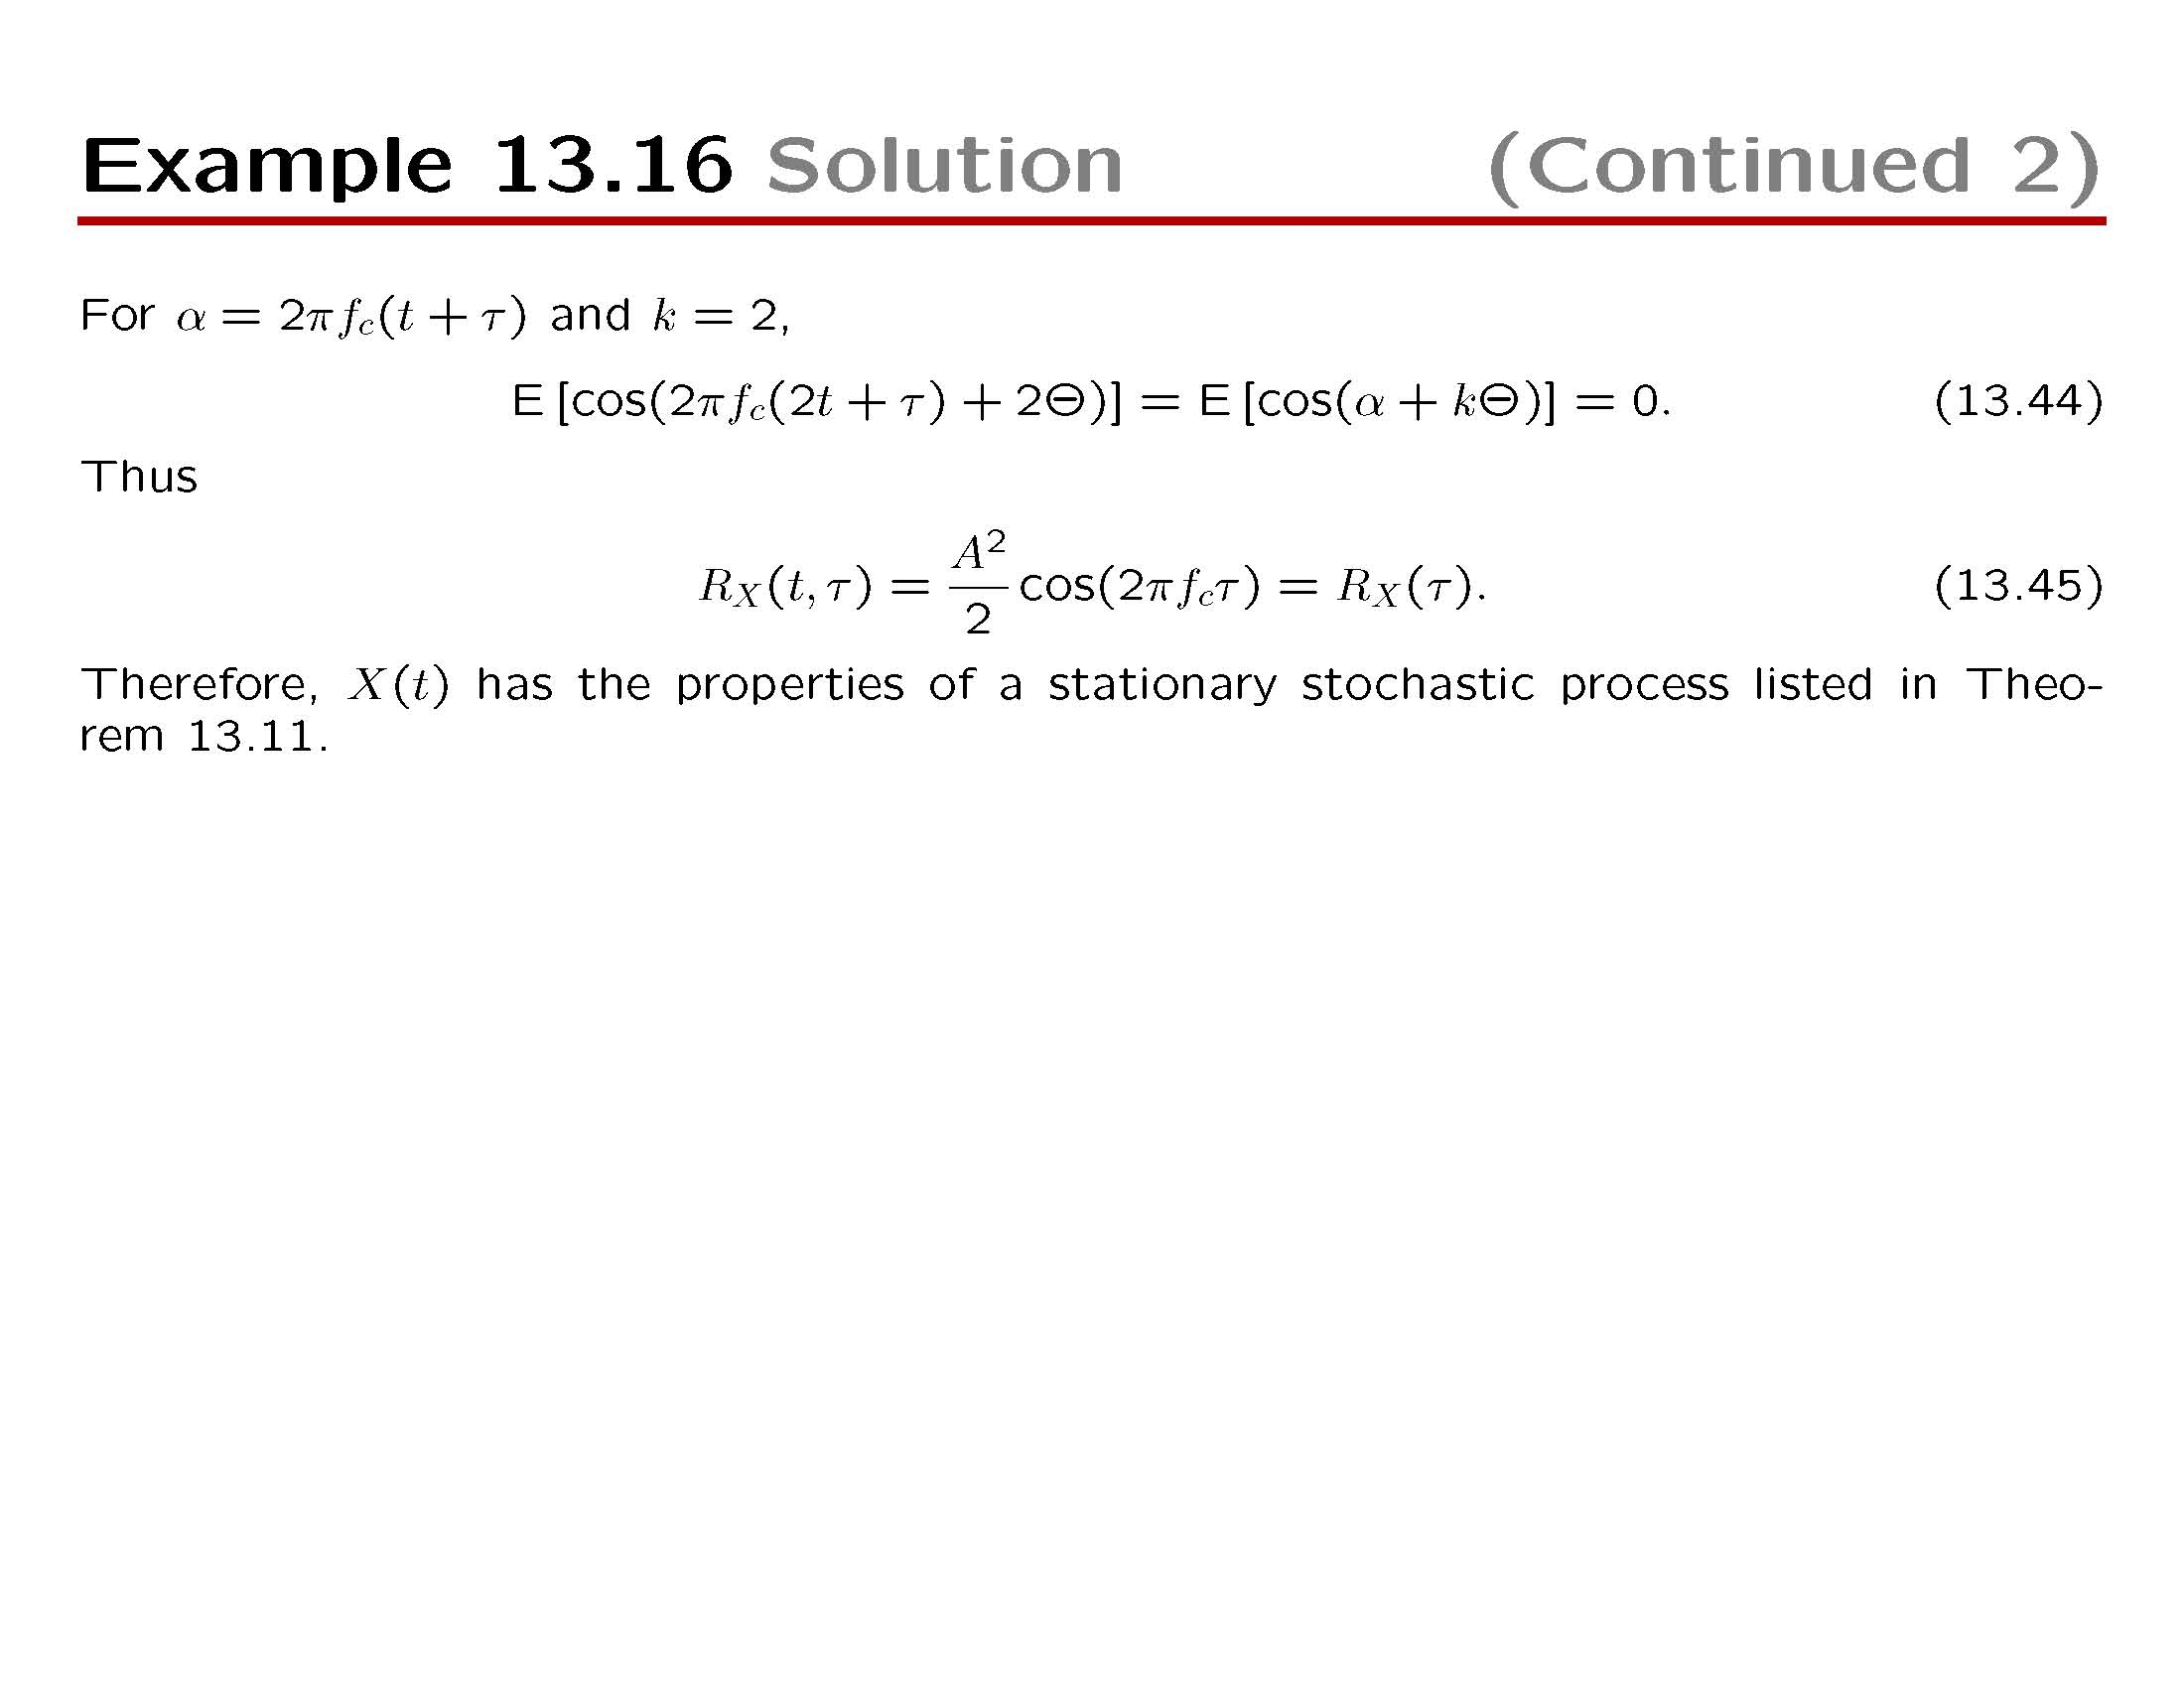 Example 13.16 Solution (Continued 2)
For α = 2πf_c(t + τ) and k = 2,
E [cos(2πf_c(2t + τ) + 2Θ)] = E [cos(α + kΘ)] = 0. (13.44)
Thus
R_X(t, τ) = A²/2 cos(2πf_cτ) = R_X(τ). (13.45)
Therefore, X(t) has the properties of a stationary stochastic process listed in Theo-
rem 13.11.